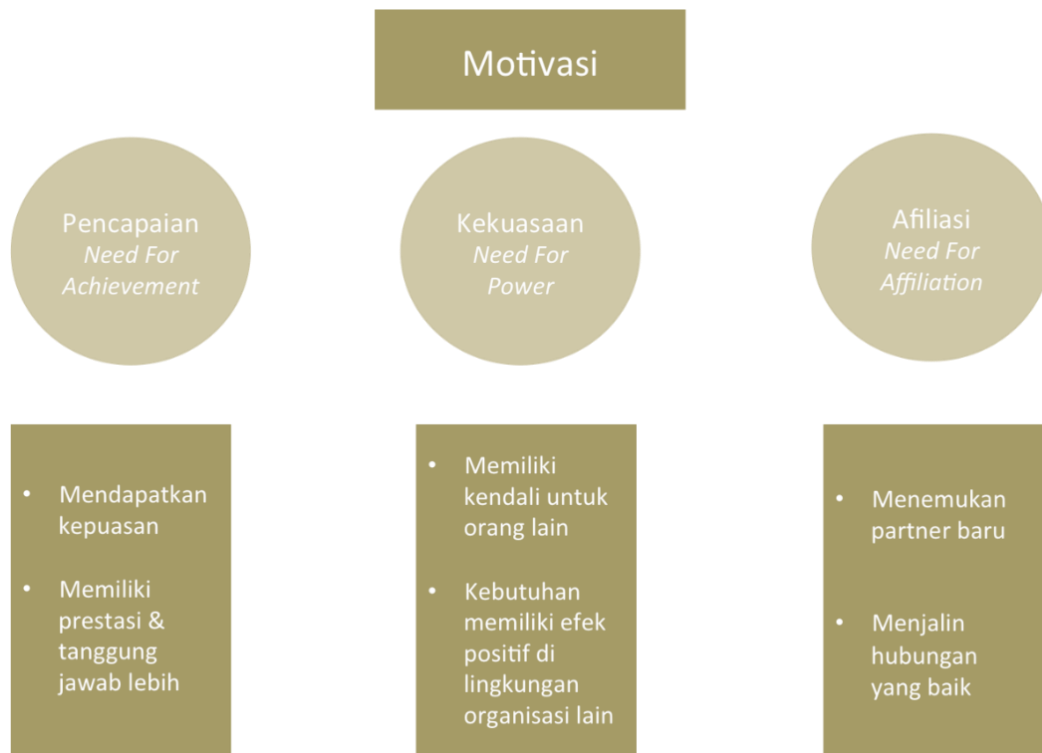 Motivasi
Pencapaian
Need For
Achievement
Kekuasaan
Need For
Power
Afiliasi
Need For
Affiliation
• Mendapatkan
kepuasan
• Memiliki
prestasi &
tanggung
jawab lebih
• Memiliki
kendali untuk
orang lain
• Kebutuhan
memiliki efek
positif di
lingkungan
organisasi lain
• Menemukan
partner baru
• Menjalin
hubungan
yang baik